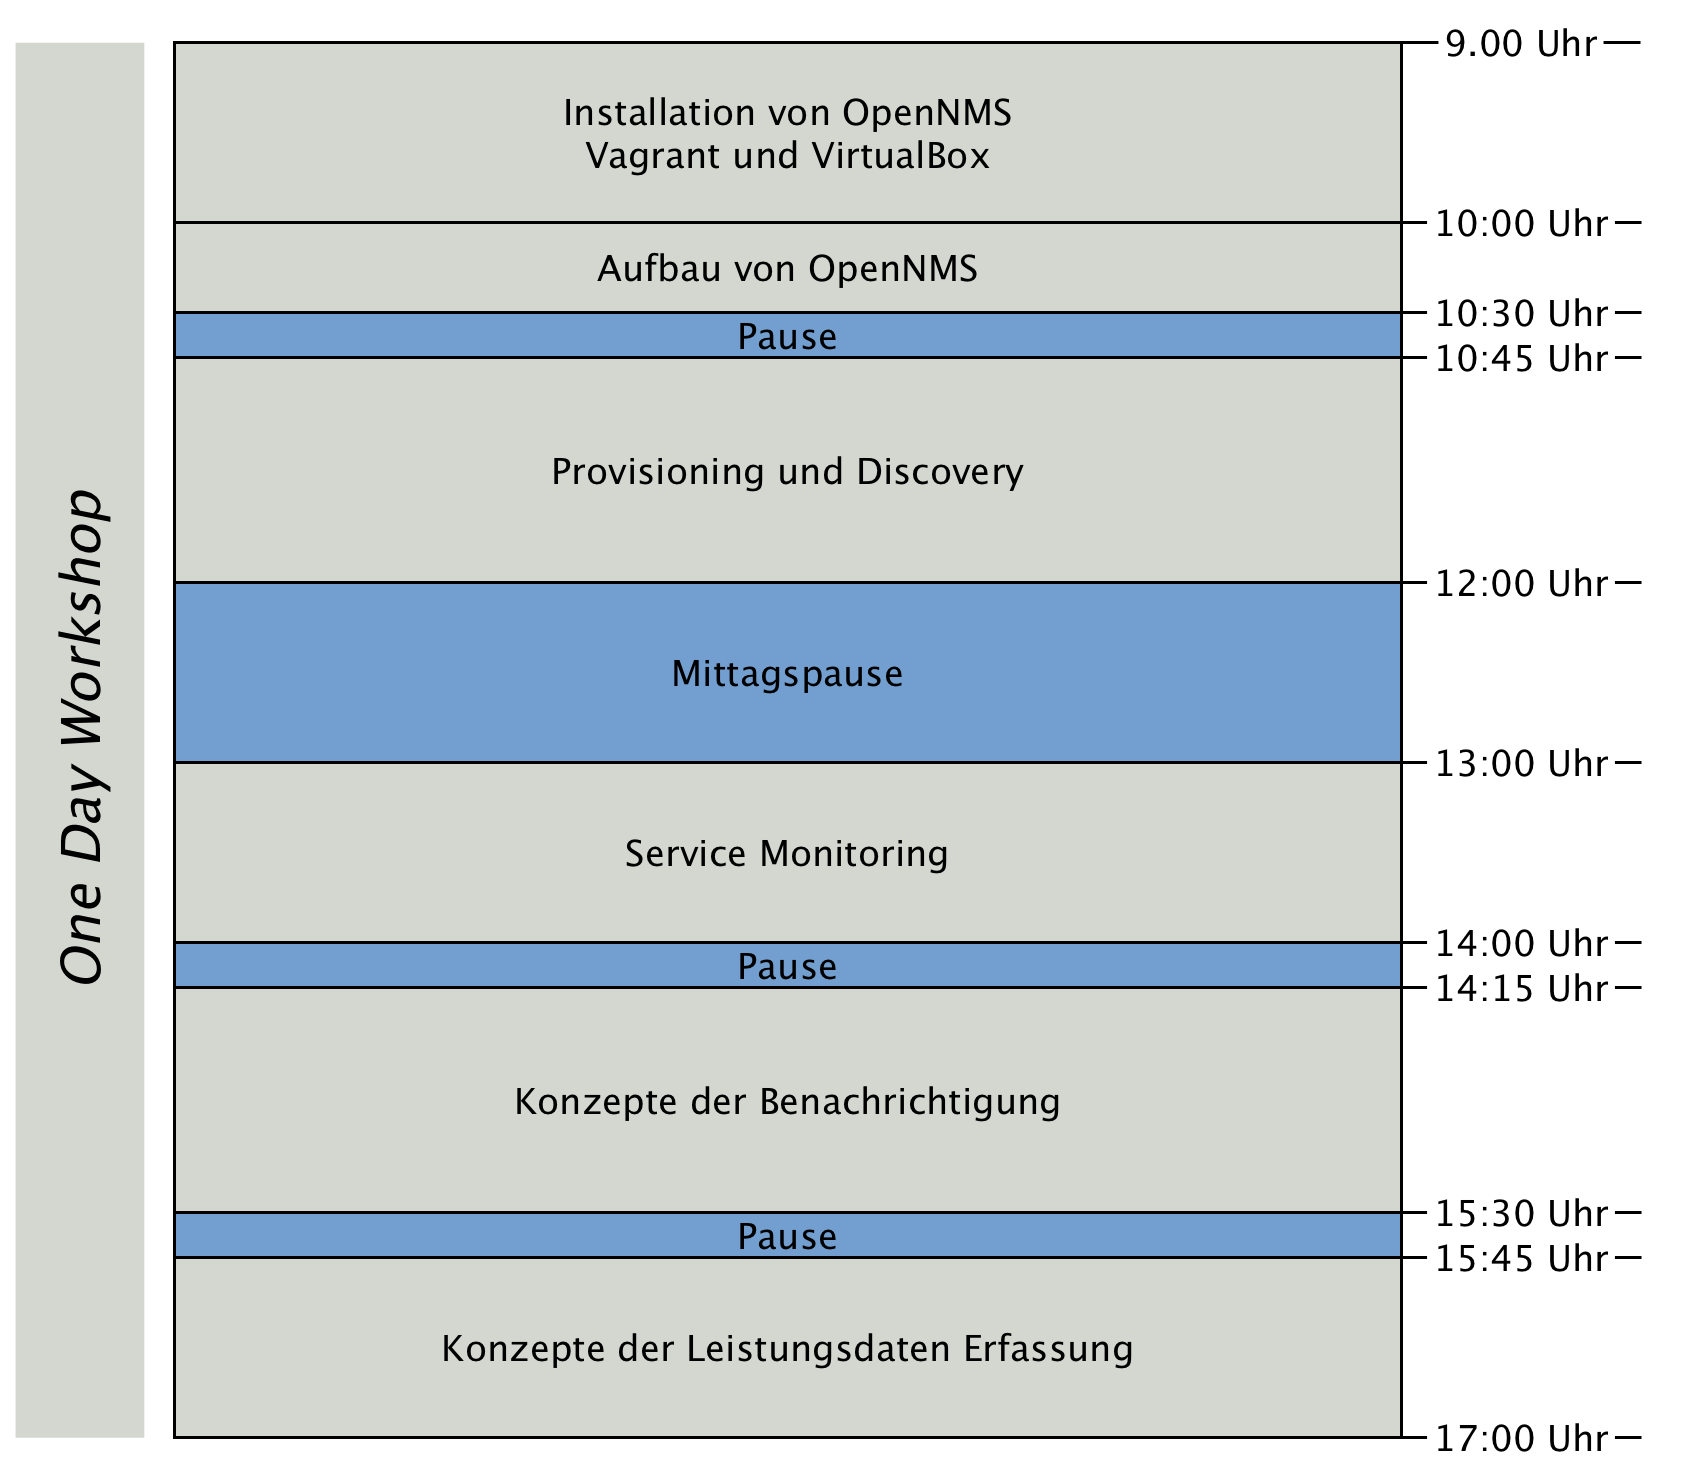 One Day Workshop
9.00 Uhr
Installation von OpenNMS
Vagrant und VirtualBox
10:00 Uhr
Aufbau von OpenNMS
10:30 Uhr
Pause
10:45 Uhr
Provisioning und Discovery
12:00 Uhr
Mittagspause
13:00 Uhr
Service Monitoring
14:00 Uhr
Pause
14:15 Uhr
Konzepte der Benachrichtigung
15:30 Uhr
Pause
15:45 Uhr
Konzepte der Leistungsdaten Erfassung
17:00 Uhr